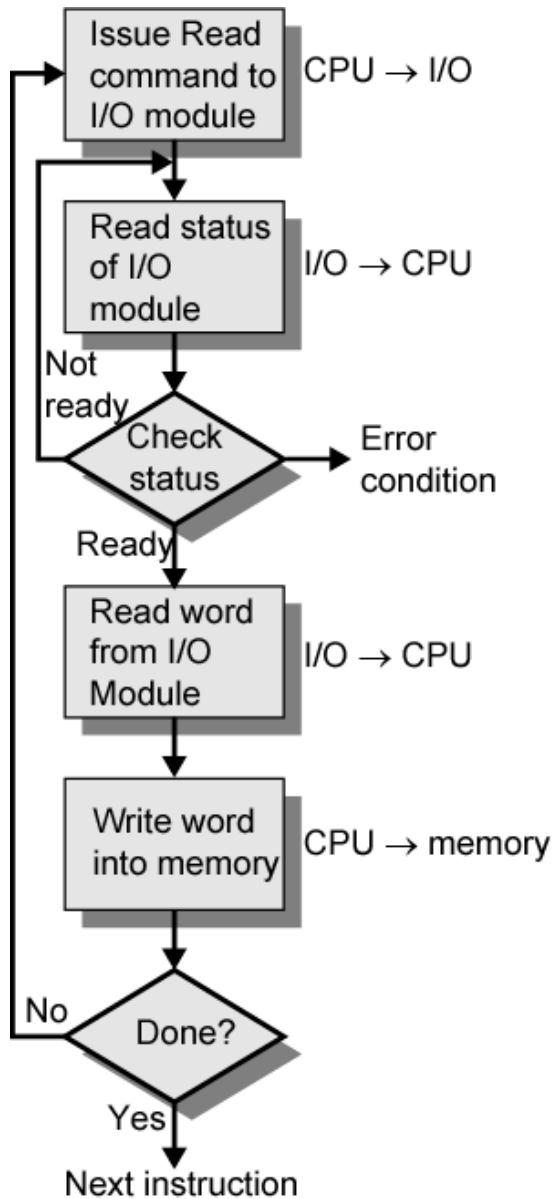 Issue Read
command to
I/O module
CPU → I/O
Read status
of I/O
module
I/O → CPU
Not
ready
Check
status
Error
condition
Ready
Read word
from I/O
Module
I/O → CPU
Write word
into memory
CPU → memory
No
Done?
Yes
Next instruction